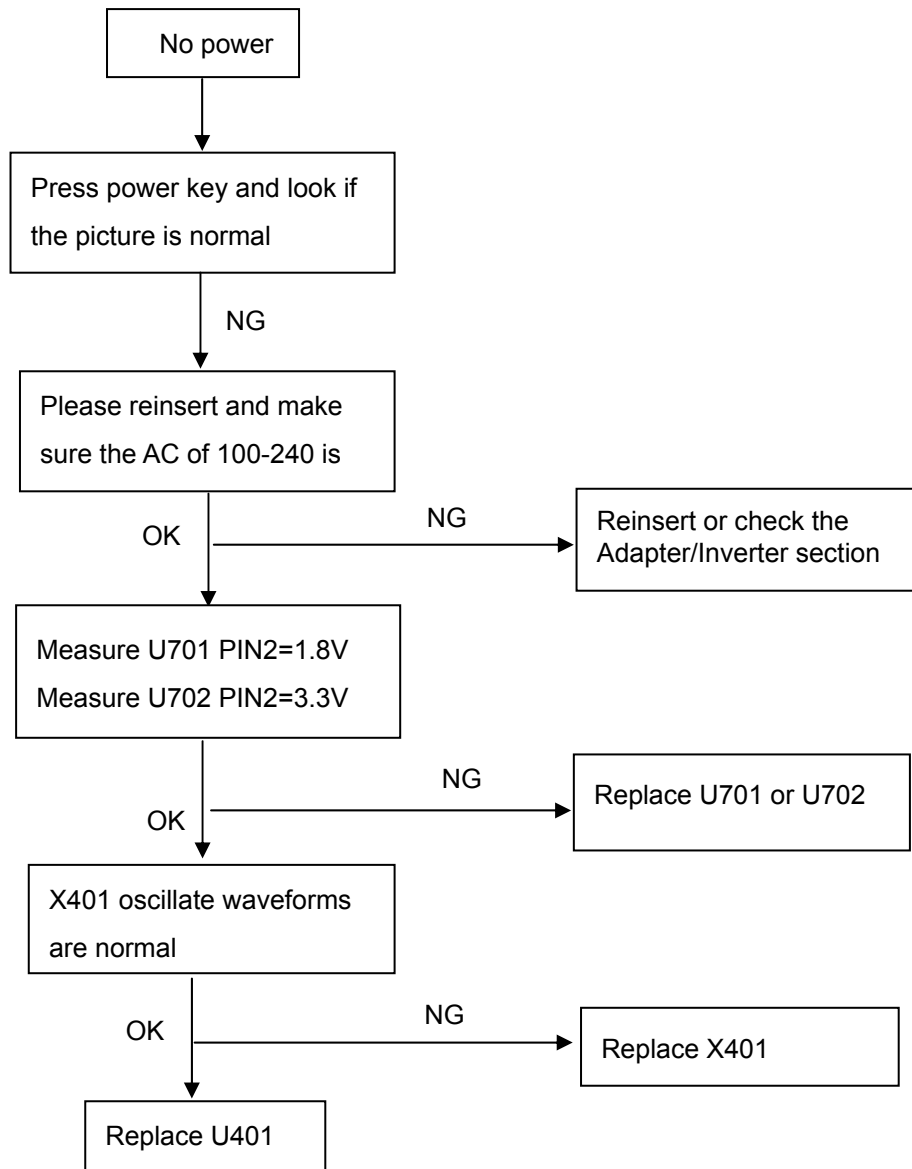 No power
Press power key and look if
the picture is normal
NG
Please reinsert and make
sure the AC of 100-240 is
OK
NG
Reinsert or check the
Adapter/Inverter section
Measure U701 PIN2=1.8V
Measure U702 PIN2=3.3V
OK
NG
Replace U701 or U702
X401 oscillate waveforms
are normal
OK
NG
Replace X401
Replace U401